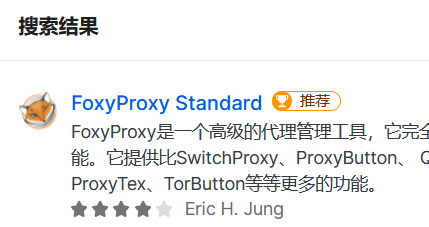 搜索结果
FoxyProxy Standard 推荐
FoxyProxy是一个高级的代理管理工具，它完全
能。它提供比SwitchProxy、ProxyButton、 Q
ProxyTex、TorButton等等更多的功能。
Eric H. Jung